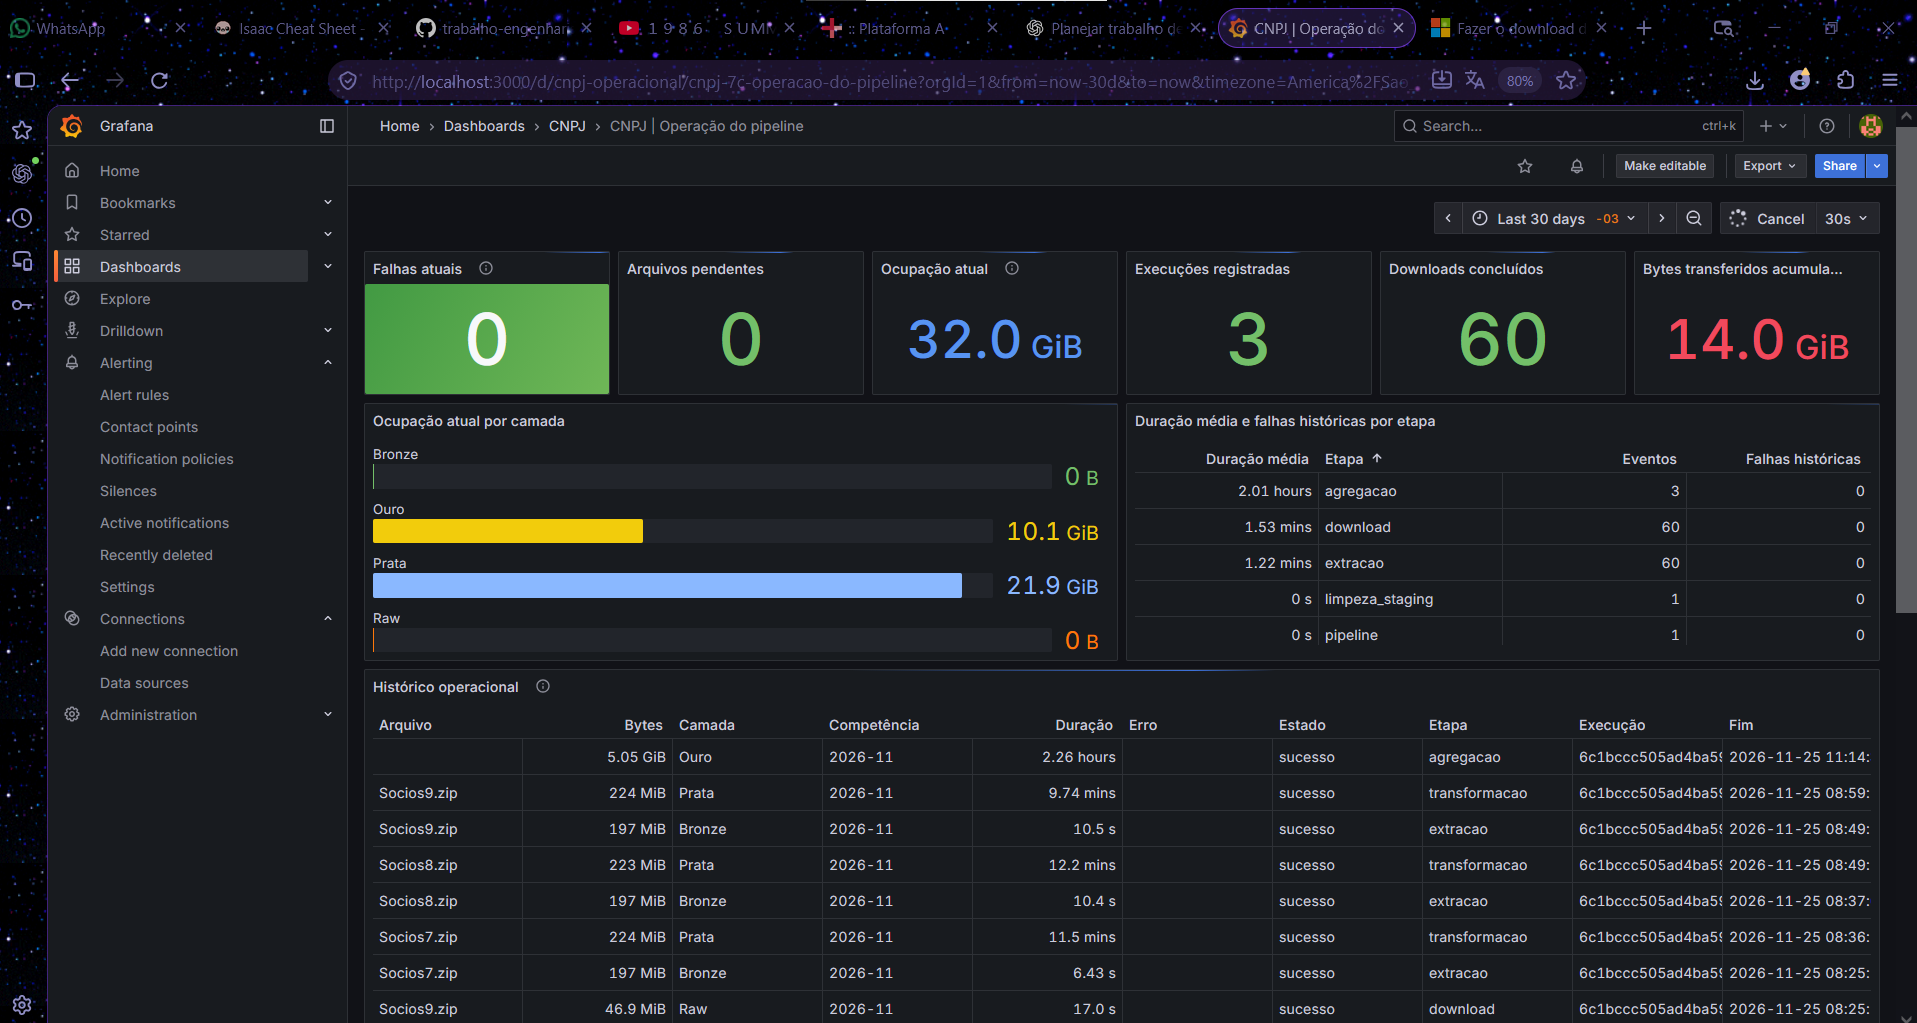 WhatsApp
Isaac Cheat Sheet -
trabalho-engenhar
1 9 8 6 S U M
:: Plataforma A
Planejar trabalho de
CNPJ | Operação do
Fazer o download d
http://localhost:3000/d/cnpj-operacional/cnpj-7c-operacao-do-pipeline?orgId=1&from=now-30d&to=now&timezone=America%2FSao
80%
Grafana
Home › Dashboards › CNPJ › CNPJ | Operação do pipeline
Search... ctrl+k
Make editable
Export
Share
Last 30 days -03
Cancel
30s
Home
Bookmarks
Starred
Dashboards
Explore
Drilldown
Alerting
Alert rules
Contact points
Notification policies
Silences
Active notifications
Recently deleted
Settings
Connections
Add new connection
Data sources
Administration
Falhas atuais
0
Arquivos pendentes
0
Ocupação atual
32.0 GiB
Execuções registradas
3
Downloads concluídos
60
Bytes transferidos acumula...
14.0 GiB
Ocupação atual por camada
Bronze
0 B
Ouro
10.1 GiB
Prata
21.9 GiB
Raw
0 B
Duração média e falhas históricas por etapa
Duração média Etapa Eventos Falhas históricas
2.01 hours agregacao 3 0
1.53 mins download 60 0
1.22 mins extracao 60 0
0 s limpeza_staging 1 0
0 s pipeline 1 0
Histórico operacional
Arquivo Bytes Camada Competência Duração Erro Estado Etapa Execução Fim
5.05 GiB Ouro 2026-11 2.26 hours sucesso agregacao 6c1bccc505ad4ba59 2026-11-25 11:14:
Socios9.zip 224 MiB Prata 2026-11 9.74 mins sucesso transformacao 6c1bccc505ad4ba59 2026-11-25 08:59:
Socios9.zip 197 MiB Bronze 2026-11 10.5 s sucesso extracao 6c1bccc505ad4ba59 2026-11-25 08:49:
Socios8.zip 223 MiB Prata 2026-11 12.2 mins sucesso transformacao 6c1bccc505ad4ba59 2026-11-25 08:49:
Socios8.zip 197 MiB Bronze 2026-11 10.4 s sucesso extracao 6c1bccc505ad4ba59 2026-11-25 08:37:
Socios7.zip 224 MiB Prata 2026-11 11.5 mins sucesso transformacao 6c1bccc505ad4ba59 2026-11-25 08:36:
Socios7.zip 197 MiB Bronze 2026-11 6.43 s sucesso extracao 6c1bccc505ad4ba59 2026-11-25 08:25:
Socios9.zip 46.9 MiB Raw 2026-11 17.0 s sucesso download 6c1bccc505ad4ba59 2026-11-25 08:25: